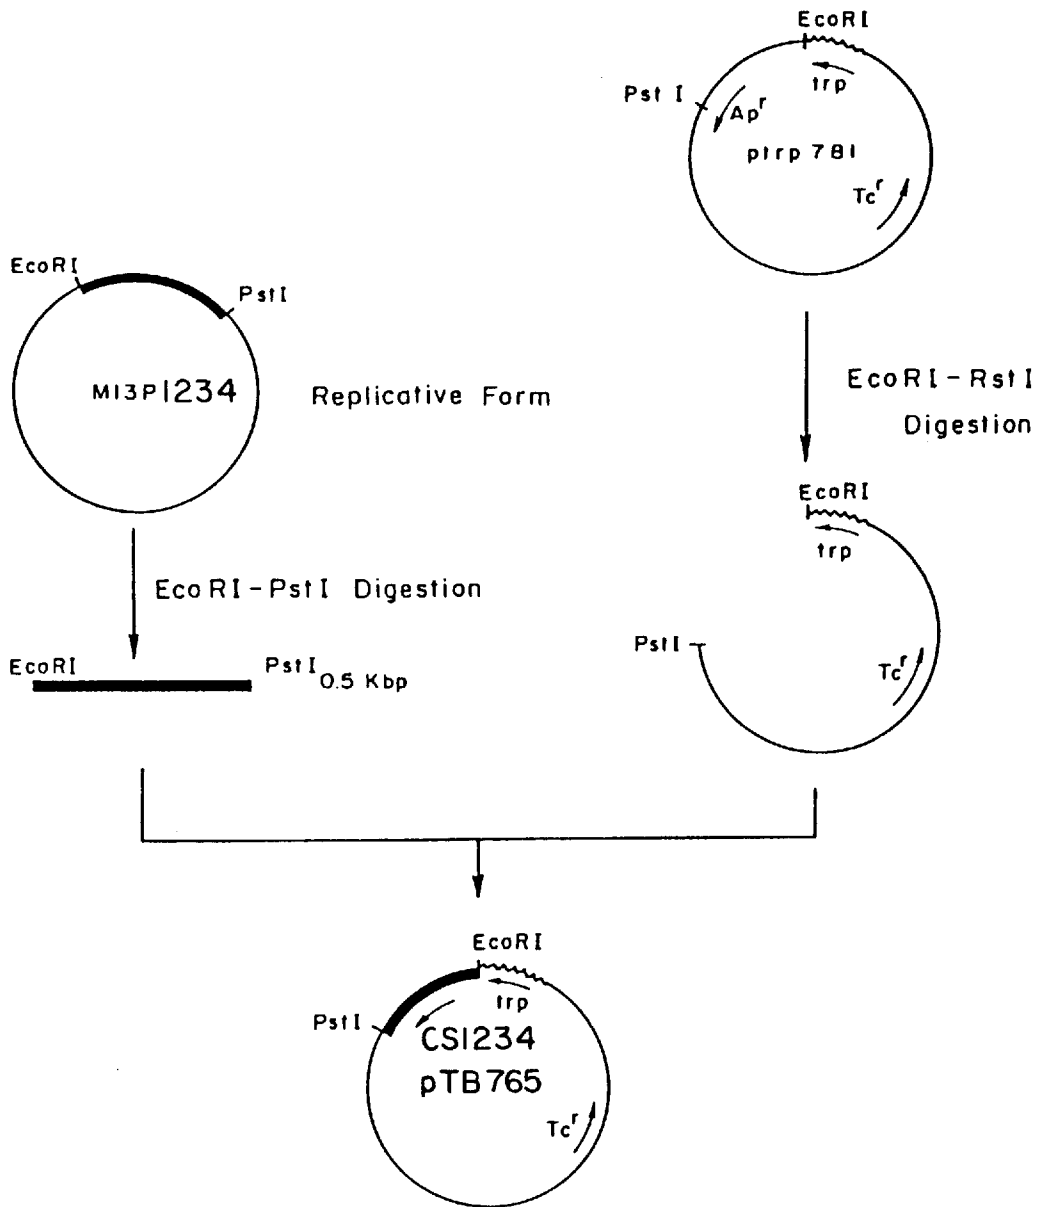 EcoRI
trp
Pst I
Apr
ptrp 781
Tcr
EcoRI
PstI
M13P1234
Replicative Form
EcoRI-RstI
Digestion
EcoRI
trp
EcoRI-PstI Digestion
PstI
Tcr
EcoRI
PstI
0.5 Kbp
EcoRI
trp
PstI
CS1234
pTB765
Tcr